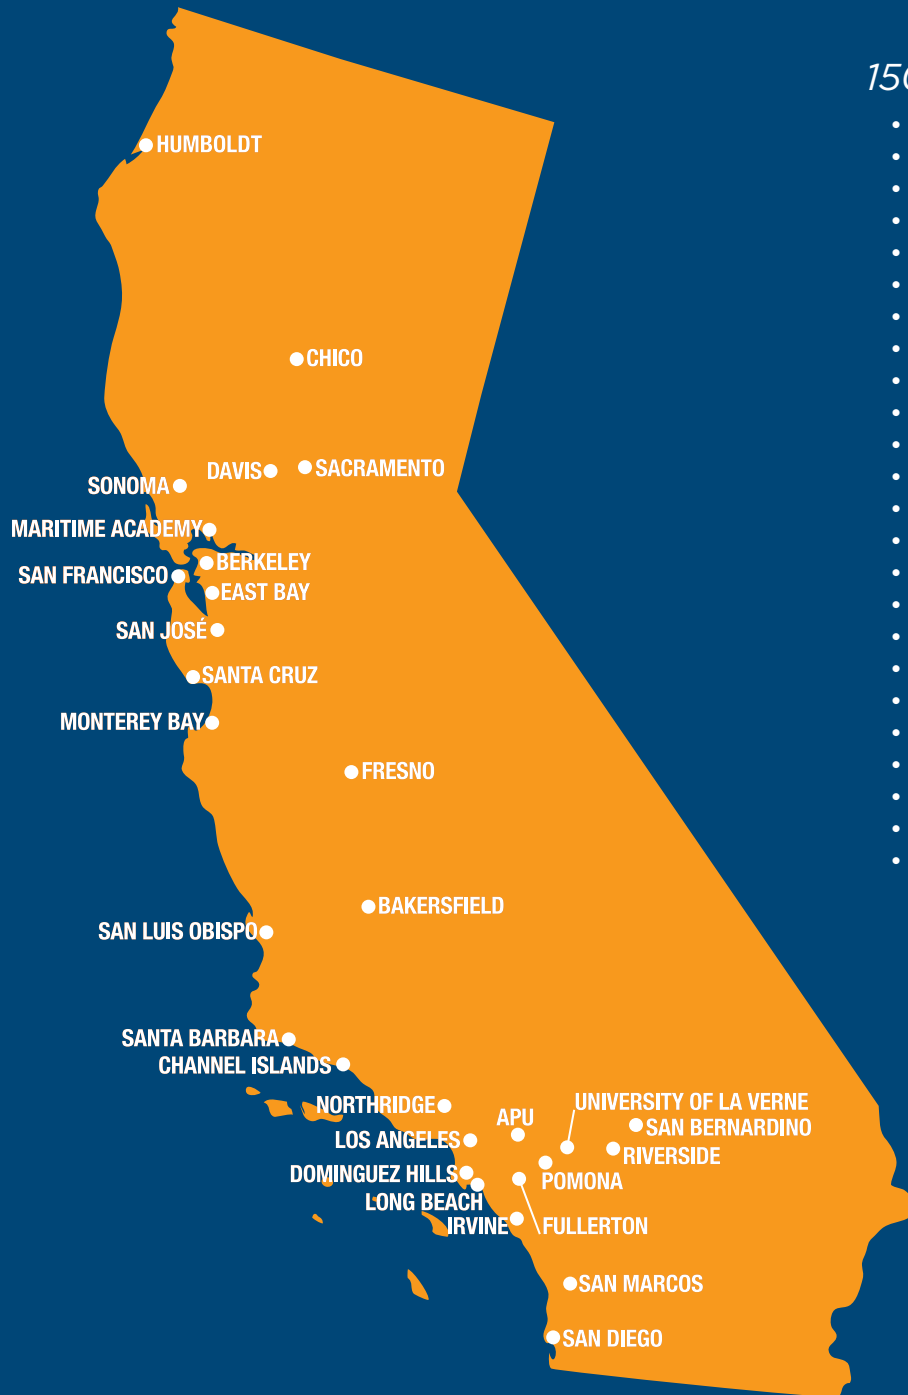 HUMBOLDT
CHICO
DAVIS
SACRAMENTO
SONOMA
MARITIME ACADEMY
BERKELEY
SAN FRANCISCO
EAST BAY
SAN JOSÉ
SANTA CRUZ
MONTEREY BAY
FRESNO
BAKERSFIELD
SAN LUIS OBISPO
SANTA BARBARA
CHANNEL ISLANDS
NORTHRIDGE
UNIVERSITY OF LA VERNE
APU
SAN BERNARDINO
LOS ANGELES
RIVERSIDE
DOMINGUEZ HILLS
POMONA
LONG BEACH
IRVINE
FULLERTON
SAN MARCOS
SAN DIEGO